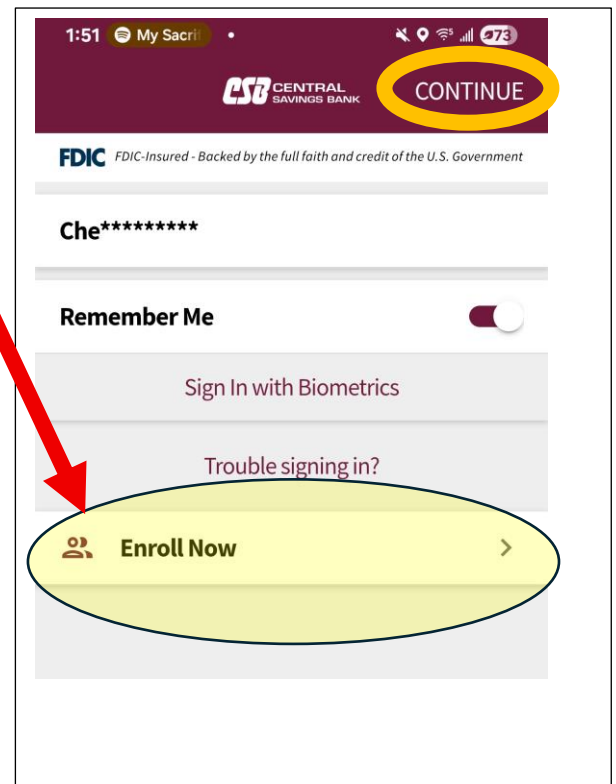 1:51 My Sacri • 73
CSB CENTRAL SAVINGS BANK CONTINUE
FDIC FDIC-Insured - Backed by the full faith and credit of the U.S. Government
Che*********
Remember Me
Sign In with Biometrics
Trouble signing in?
Enroll Now >